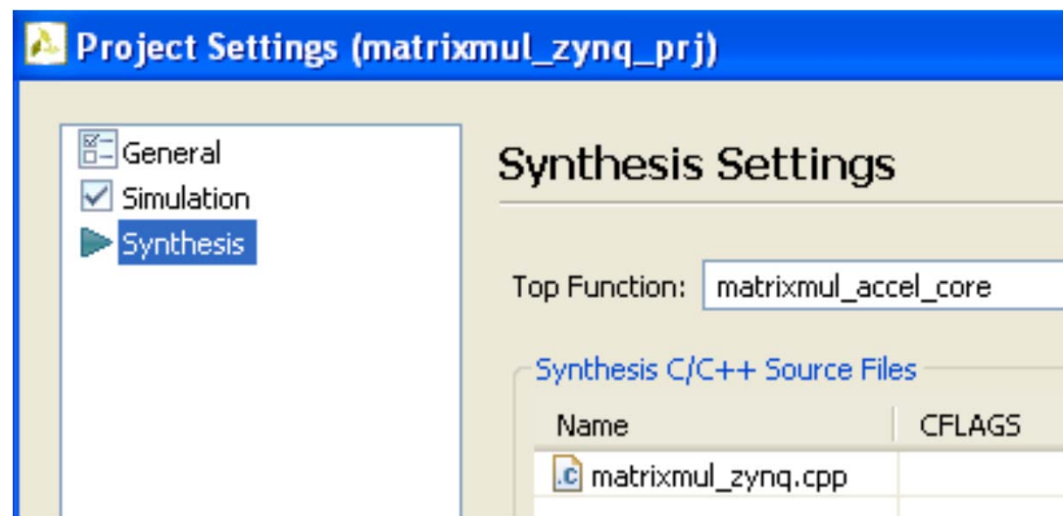 Project Settings (matrixmul_zynq_prj)
General
Simulation
Synthesis
Synthesis Settings
Top Function: matrixmul_accel_core
Synthesis C/C++ Source Files
Name CFLAGS
.c matrixmul_zynq.cpp